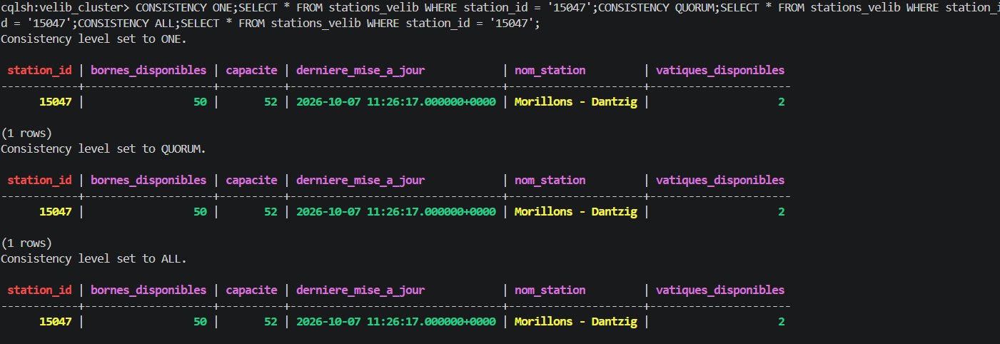 cqlsh:velib_cluster> CONSISTENCY ONE;SELECT * FROM stations_velib WHERE station_id = '15047';CONSISTENCY QUORUM;SELECT * FROM stations_velib WHERE station_i
d = '15047';CONSISTENCY ALL;SELECT * FROM stations_velib WHERE station_id = '15047';
Consistency level set to ONE.
station_id | bornes_disponibles | capacite | derniere_mise_a_jour | nom_station | vatiques_disponibles
------------+--------------------+----------+---------------------------------+---------------------+----------------------
15047 | 50 | 52 | 2026-10-07 11:26:17.000000+0000 | Morillons - Dantzig | 2
(1 rows)
Consistency level set to QUORUM.
station_id | bornes_disponibles | capacite | derniere_mise_a_jour | nom_station | vatiques_disponibles
------------+--------------------+----------+---------------------------------+---------------------+----------------------
15047 | 50 | 52 | 2026-10-07 11:26:17.000000+0000 | Morillons - Dantzig | 2
(1 rows)
Consistency level set to ALL.
station_id | bornes_disponibles | capacite | derniere_mise_a_jour | nom_station | vatiques_disponibles
------------+--------------------+----------+---------------------------------+---------------------+----------------------
15047 | 50 | 52 | 2026-10-07 11:26:17.000000+0000 | Morillons - Dantzig | 2